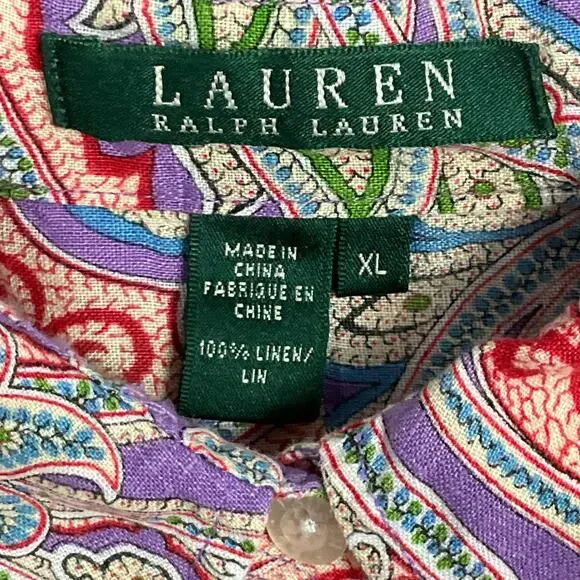 LAUREN
RALPH LAUREN
MADE IN
CHINA
FABRIQUE EN
CHINE
100% LINEN/
LIN
XL